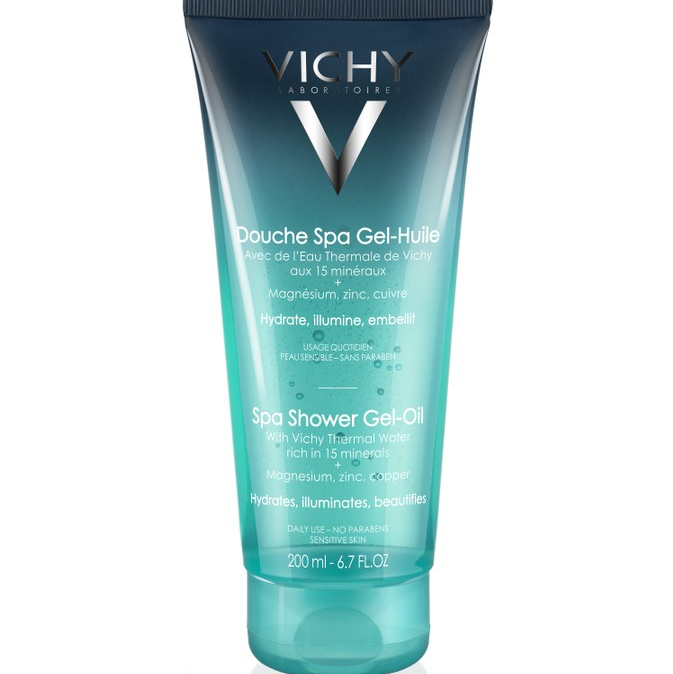 VICHY
LABORATOIRES
V
Douche Spa Gel-Huile
Avec de l'Eau Thermale de Vichy
aux 15 minéraux
+
Magnésium, zinc, cuivre
Hydrate, illumine, embellit
USAGE QUOTIDIEN
PEAU SENSIBLE – SANS PARABEN
Spa Shower Gel-Oil
With Vichy Thermal Water
rich in 15 minerals
+
Magnesium, zinc, copper
Hydrates, illuminates, beautifies
DAILY USE – NO PARABENS
SENSITIVE SKIN
200 ml - 6.7 FL.OZ